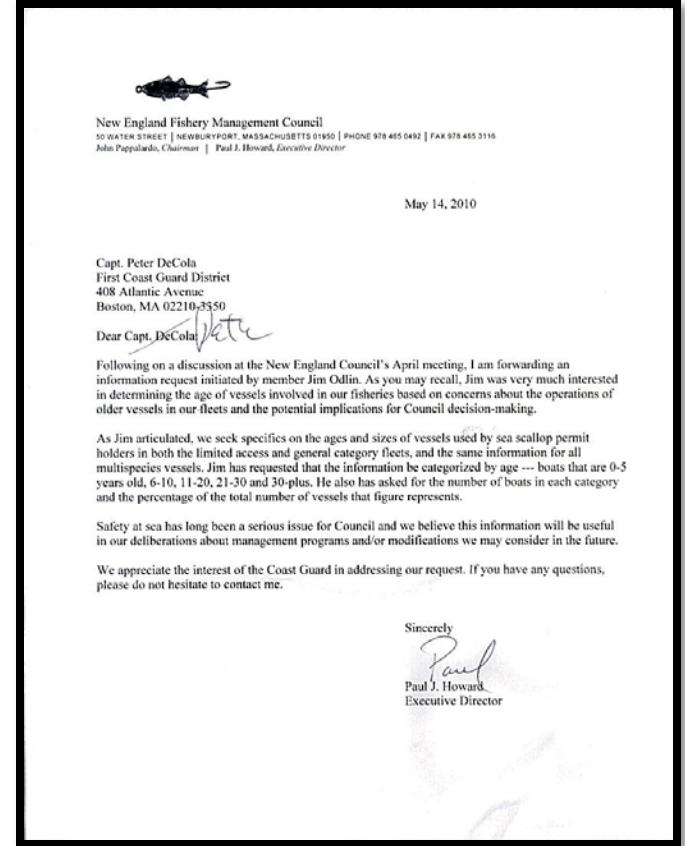 New England Fishery Management Council
50 WATER STREET | NEWBURYPORT, MASSACHUSETTS 01950 | PHONE 978 465 0492 | FAX 978 465 3116
John Pappalardo, Chairman | Paul J. Howard, Executive Director
May 14, 2010
Capt. Peter DeCola
First Coast Guard District
408 Atlantic Avenue
Boston, MA 02210-3350
Dear Capt. DeCola: Pete
Following on a discussion at the New England Council's April meeting, I am forwarding an
information request initiated by member Jim Odlin. As you may recall, Jim was very much interested
in determining the age of vessels involved in our fisheries based on concerns about the operations of
older vessels in our fleets and the potential implications for Council decision-making.
As Jim articulated, we seek specifics on the ages and sizes of vessels used by sea scallop permit
holders in both the limited access and general category fleets, and the same information for all
multispecies vessels. Jim has requested that the information be categorized by age --- boats that are 0-5
years old, 6-10, 11-20, 21-30 and 30-plus. He also has asked for the number of boats in each category
and the percentage of the total number of vessels that figure represents.
Safety at sea has long been a serious issue for Council and we believe this information will be useful
in our deliberations about management programs and/or modifications we may consider in the future.
We appreciate the interest of the Coast Guard in addressing our request. If you have any questions,
please do not hesitate to contact me.
Sincerely
Paul
Paul J. Howard
Executive Director